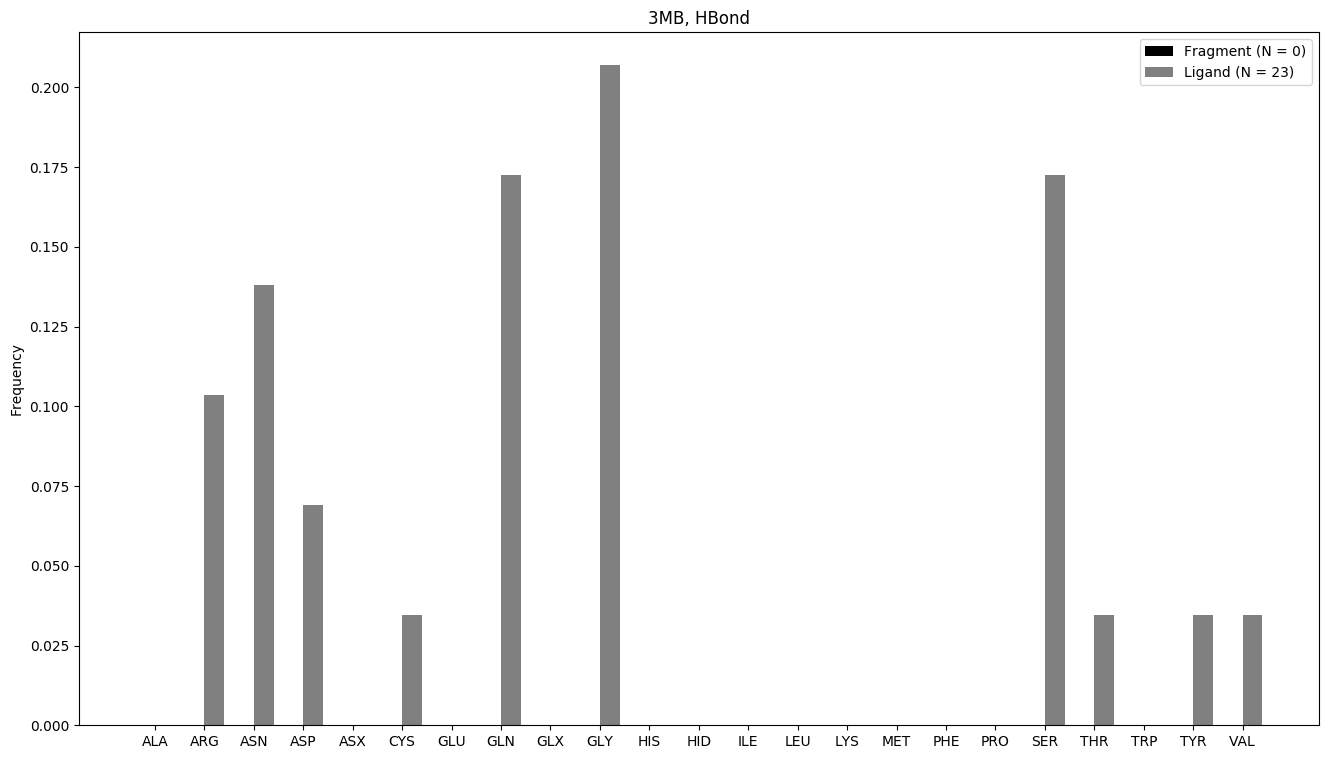 3MB, HBond
Fragment (N = 0)
Ligand (N = 23)
Frequency
0.200
0.175
0.150
0.125
0.100
0.075
0.050
0.025
0.000
ALA ARG ASN ASP ASX CYS GLU GLN GLX GLY HIS HID ILE LEU LYS MET PHE PRO SER THR TRP TYR VAL